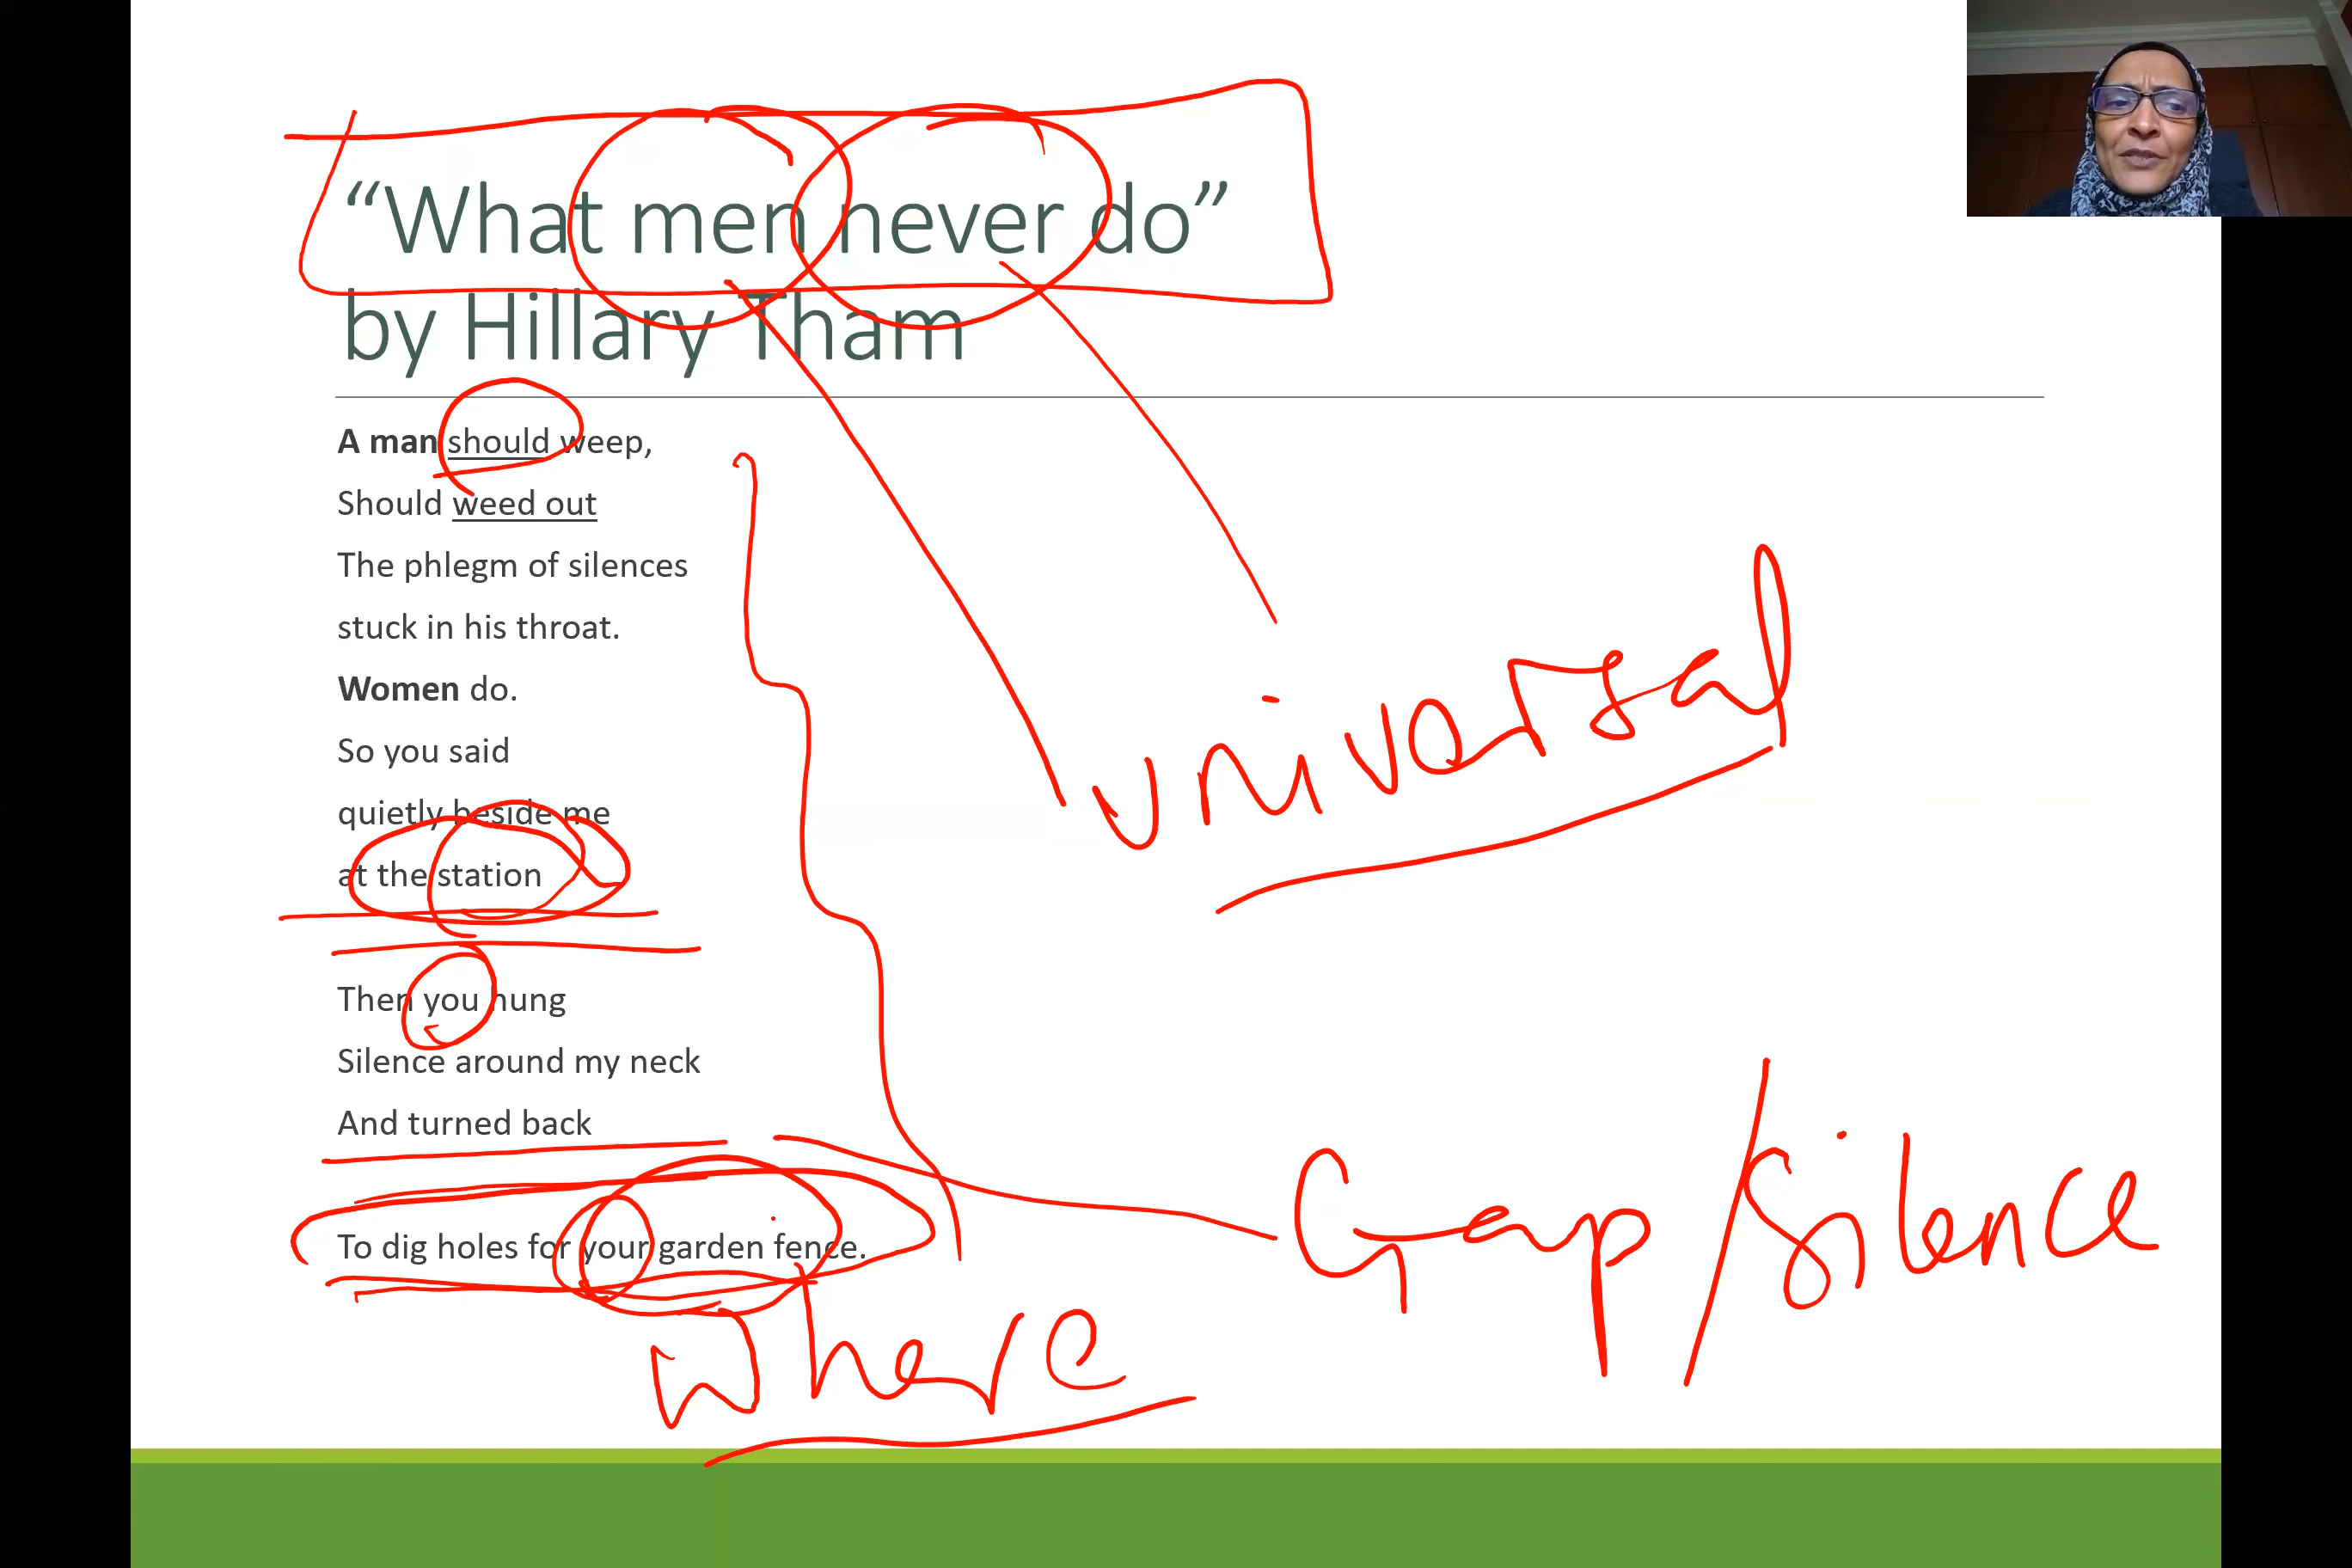 “What men never do”
by Hillary Tham
A man should weep,
Should weed out
The phlegm of silences
stuck in his throat.
Women do.
So you said
quietly beside me
at the station
Then you hung
Silence around my neck
And turned back
To dig holes for your garden fence.
universal
Gap/Silence
Where